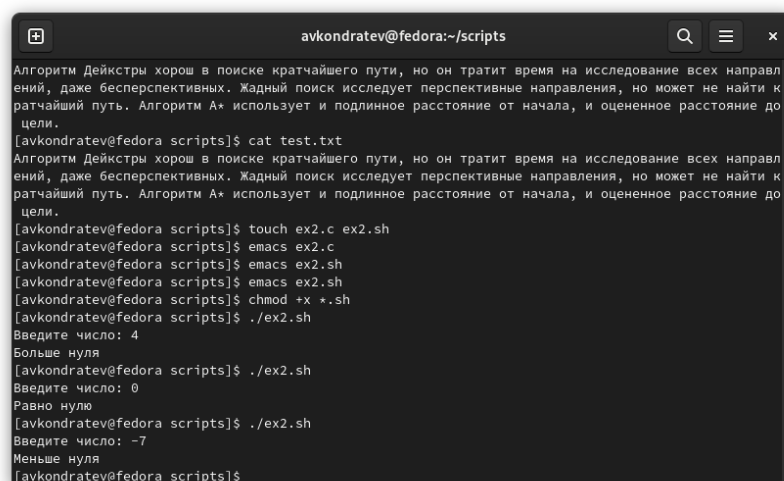 avkondratev@fedora:~/scripts
Алгоритм Дейкстры хорош в поиске кратчайшего пути, но он тратит время на исследование всех направл
ений, даже бесперспективных. Жадный поиск исследует перспективные направления, но может не найти к
ратчайший путь. Алгоритм A* использует и подлинное расстояние от начала, и оцененное расстояние до
 цели.
[avkondratev@fedora scripts]$ cat test.txt
Алгоритм Дейкстры хорош в поиске кратчайшего пути, но он тратит время на исследование всех направл
ений, даже бесперспективных. Жадный поиск исследует перспективные направления, но может не найти к
ратчайший путь. Алгоритм A* использует и подлинное расстояние от начала, и оцененное расстояние до
 цели.
[avkondratev@fedora scripts]$ touch ex2.c ex2.sh
[avkondratev@fedora scripts]$ emacs ex2.c
[avkondratev@fedora scripts]$ emacs ex2.sh
[avkondratev@fedora scripts]$ emacs ex2.sh
[avkondratev@fedora scripts]$ chmod +x *.sh
[avkondratev@fedora scripts]$ ./ex2.sh
Введите число: 4
Больше нуля
[avkondratev@fedora scripts]$ ./ex2.sh
Введите число: 0
Равно нулю
[avkondratev@fedora scripts]$ ./ex2.sh
Введите число: -7
Меньше нуля
[avkondratev@fedora scripts]$